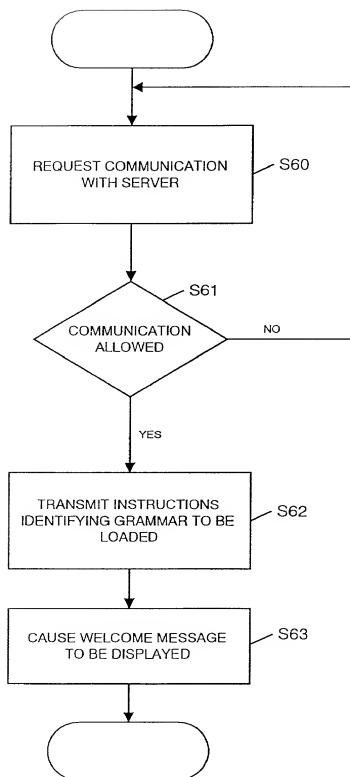 REQUEST COMMUNICATION
WITH SERVER
S60
S61
COMMUNICATION
ALLOWED
NO
YES
TRANSMIT INSTRUCTIONS
IDENTIFYING GRAMMAR TO BE
LOADED
S62
CAUSE WELCOME MESSAGE
TO BE DISPLAYED
S63